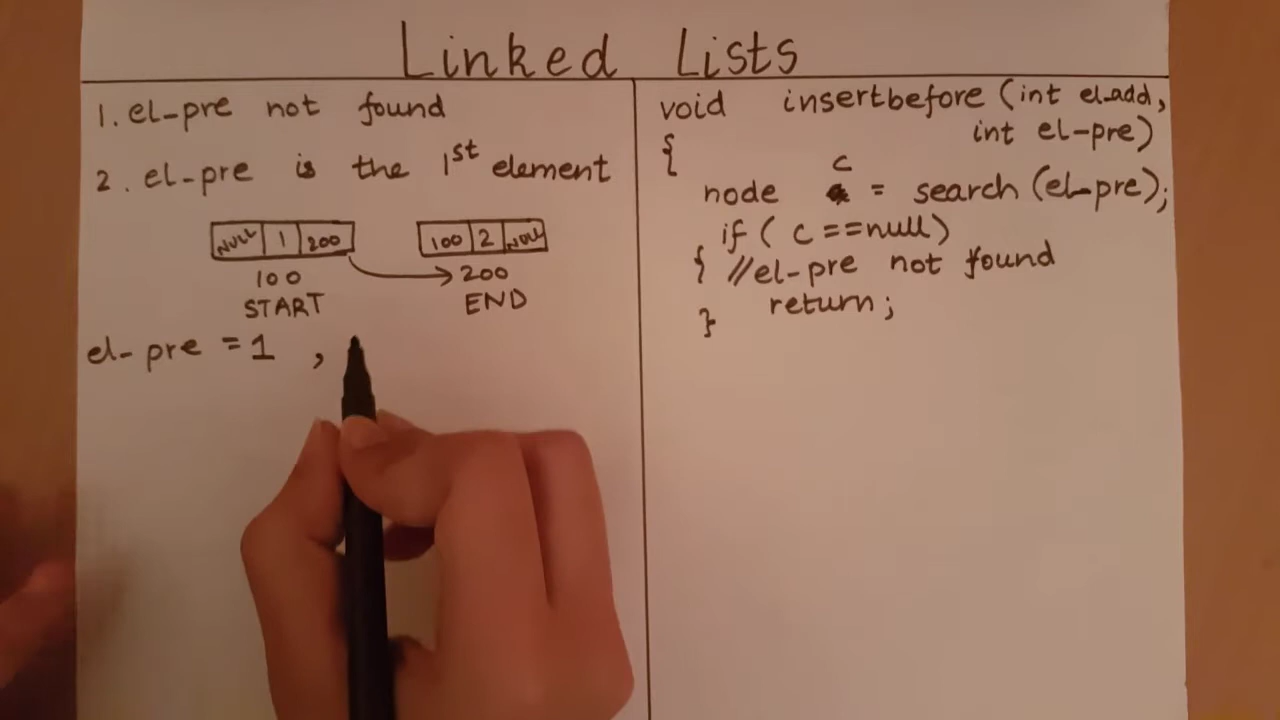 Linked Lists
1. el-pre not found
2. el-pre is the 1st element
NULL 1 200
100 2 NULL
100
200
START
END
el-pre = 1 ,
void insertbefore (int el-add,
int el-pre)
{
c
node = search (el-pre);
if ( c ==null)
{ //el-pre not found
return;
}